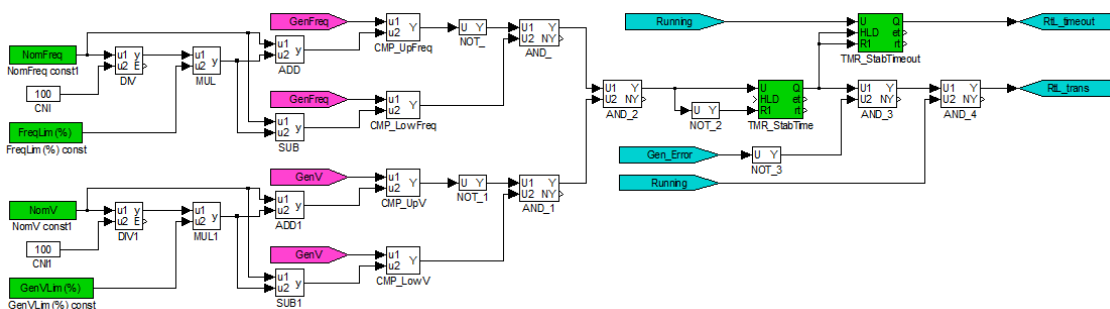 GenFreq
u1
u2
Y
CMP_UpFreq
U Y
NOT_
U1 Y
U2 NY
AND_
Running
U Q
HLD et
R1 rt
TMR_StabTimeout
RtL_timeout
NomFreq
NomFreq const1
u1 y
u2 E
DIV
u1
u2
y
MUL
u1
u2
y
ADD
100
CNI
GenFreq
u1
u2
Y
CMP_LowFreq
FreqLim (%)
FreqLim (%) const
u1
u2
y
SUB
U1 Y
U2 NY
AND_2
U Y
NOT_2
U Q
HLD et
R1 rt
TMR_StabTime
U1 Y
U2 NY
AND_3
U1 Y
U2 NY
AND_4
RtL_trans
Gen_Error
U Y
NOT_3
Running
GenV
u1
u2
Y
CMP_UpV
U Y
NOT_1
U1 Y
U2 NY
AND_1
NomV
NomV const1
u1 y
u2 E
DIV1
u1
u2
y
MUL1
u1
u2
y
ADD1
100
CNI1
GenV
u1
u2
Y
CMP_LowV
GenVLim (%)
GenVLim (%) const
u1
u2
y
SUB1